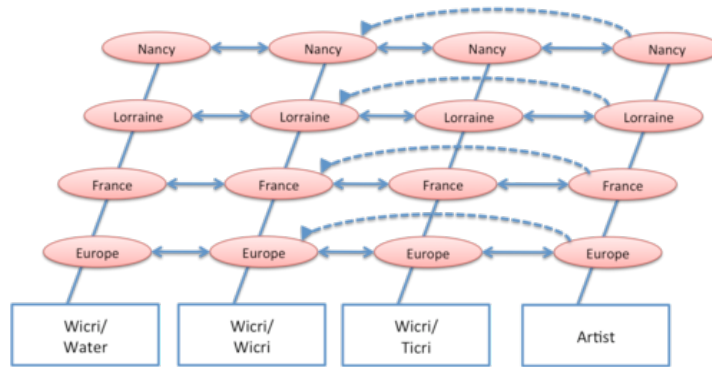 Nancy Nancy Nancy Nancy
Lorraine Lorraine Lorraine Lorraine
France France France France
Europe Europe Europe Europe
Wicri/ Wicri/ Wicri/ Artist
Water Wicri Ticri